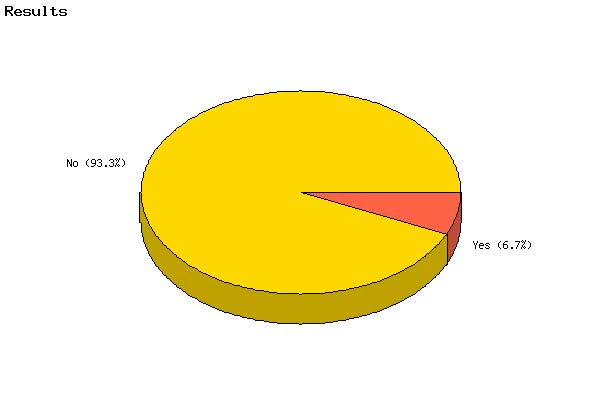 Results
No (93.3%)
Yes (6.7%)